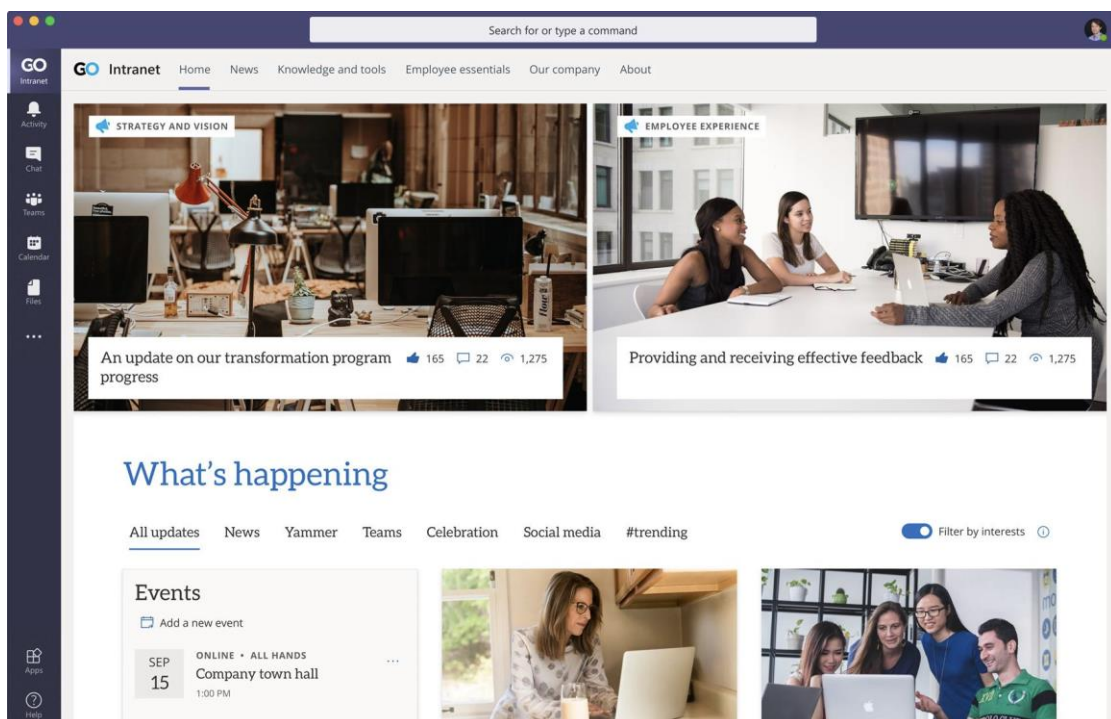 Search for or type a command
GO
Intranet
Activity
Chat
Teams
Calendar
Files
Apps
Help
GO Intranet Home News Knowledge and tools Employee essentials Our company About
STRATEGY AND VISION
An update on our transformation program
progress
165 22 1,275
EMPLOYEE EXPERIENCE
Providing and receiving effective feedback 165 22 1,275
What's happening
All updates News Yammer Teams Celebration Social media #trending
Filter by interests
Events
Add a new event
SEP
15
ONLINE • ALL HANDS
Company town hall
1:00 PM